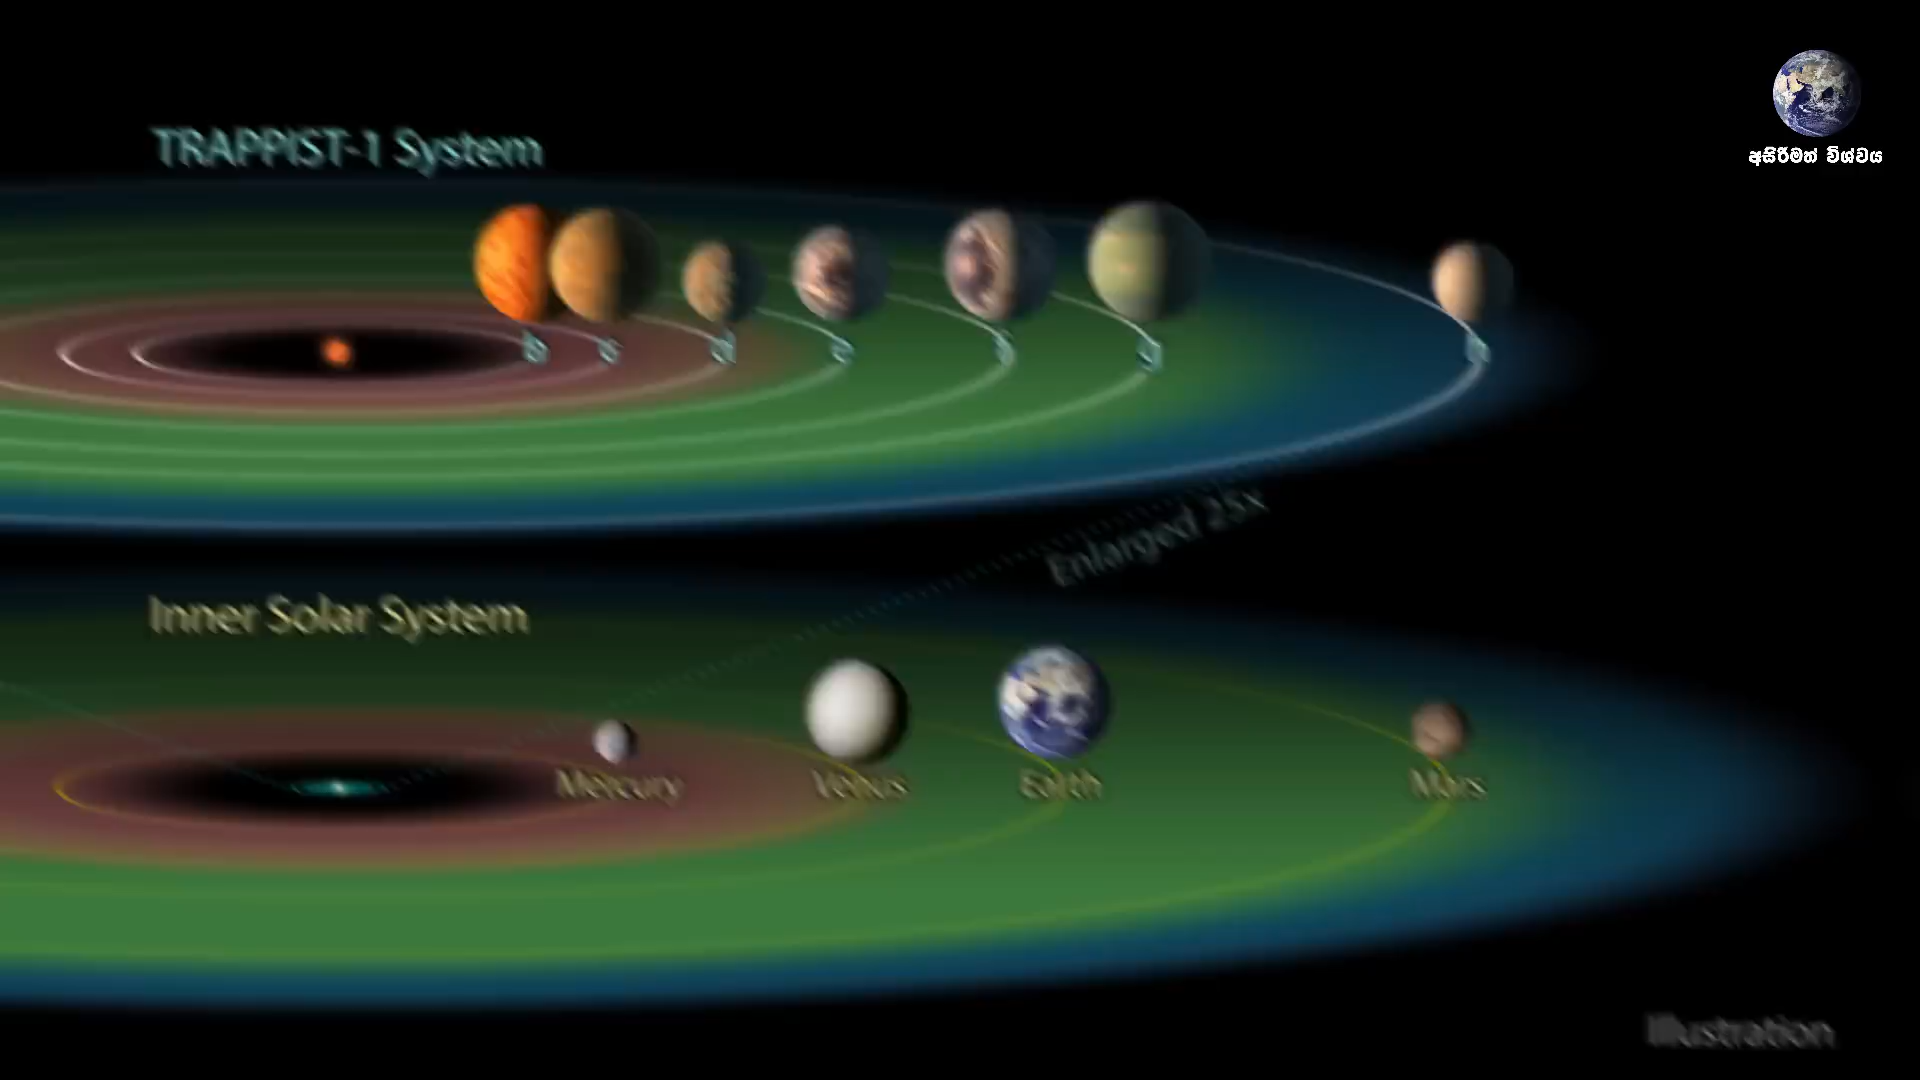 TRAPPIST-1 System
අසිරිමත් විශ්වය
b
c
d
e
f
g
h
Enlarged 25X
Inner Solar System
Mercury
Venus
Earth
Mars
Illustration